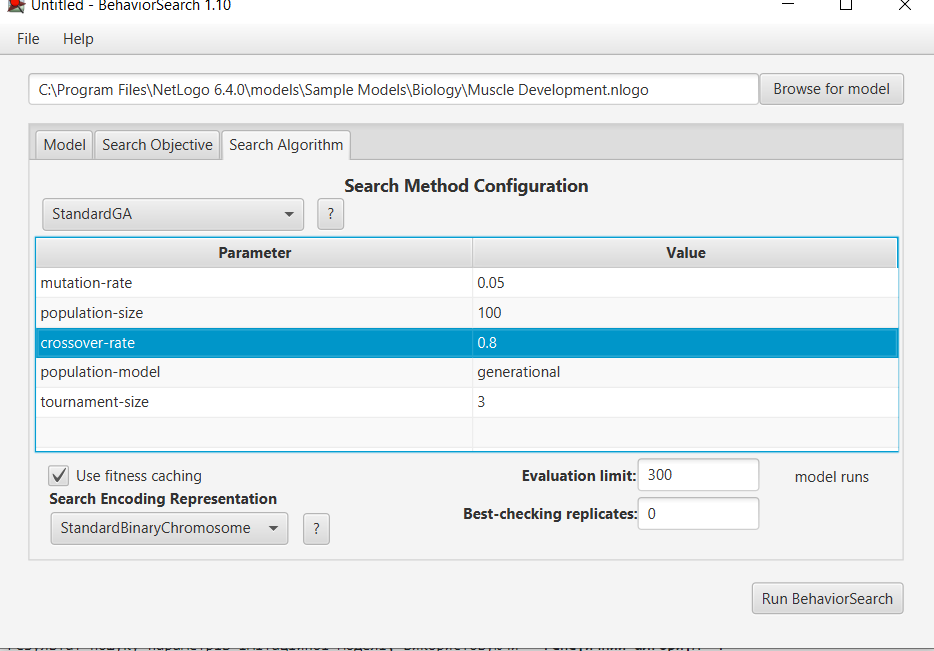 Untitled - BehaviorSearch 1.10
File Help
C:\Program Files\NetLogo 6.4.0\models\Sample Models\Biology\Muscle Development.nlogo Browse for model
Model Search Objective Search Algorithm
Search Method Configuration
StandardGA ?
Parameter Value
mutation-rate 0.05
population-size 100
crossover-rate 0.8
population-model generational
tournament-size 3
Use fitness caching Evaluation limit: 300 model runs
Search Encoding Representation
Best-checking replicates: 0
StandardBinaryChromosome ?
Run BehaviorSearch